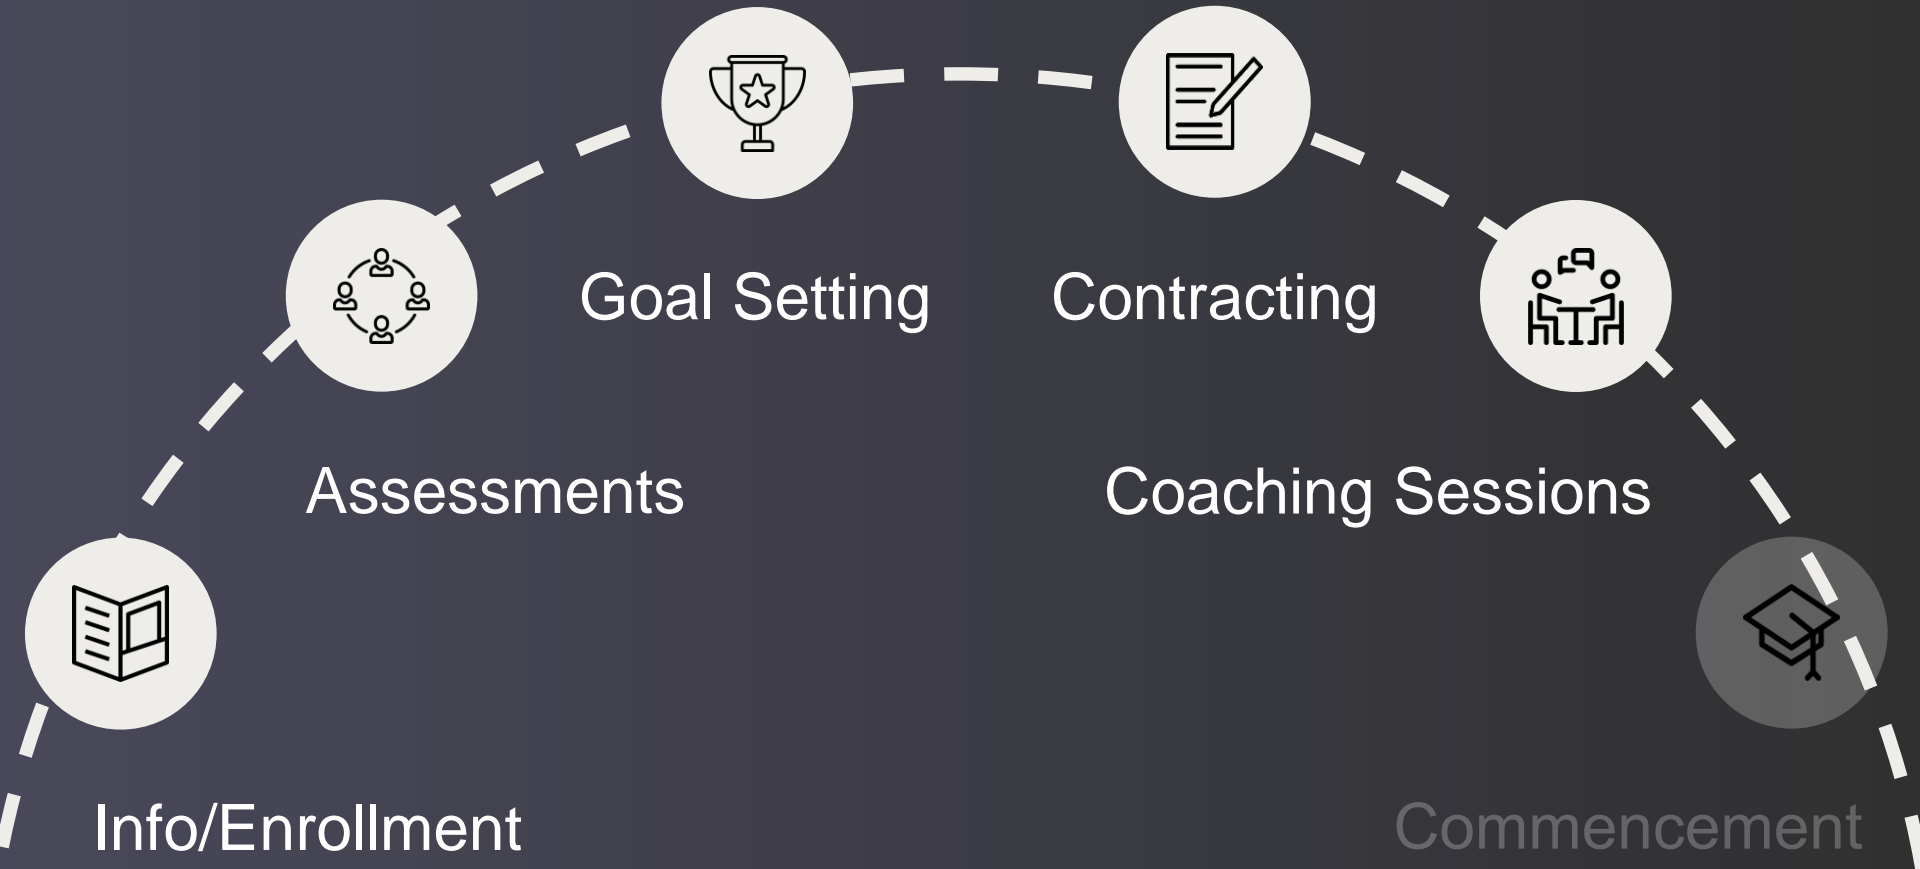 Goal Setting
Contracting
Assessments
Coaching Sessions
Info/Enrollment
Commencement